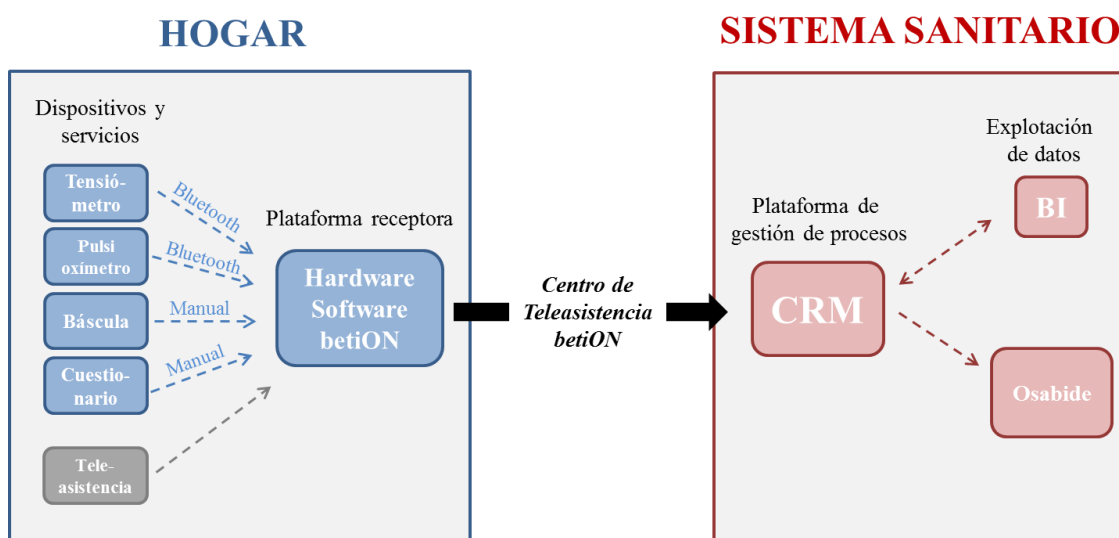 HOGAR
Dispositivos y
servicios
Tensió-
metro
Bluetooth
Pulsi
oxímetro
Bluetooth
Báscula
Manual
Cuestio-
nario
Manual
Tele-
asistencia
Plataforma receptora
Hardware
Software
betiON
Centro de
Teleasistencia
betiON
SISTEMA SANITARIO
Plataforma de
gestión de procesos
CRM
Explotación
de datos
BI
Osabide